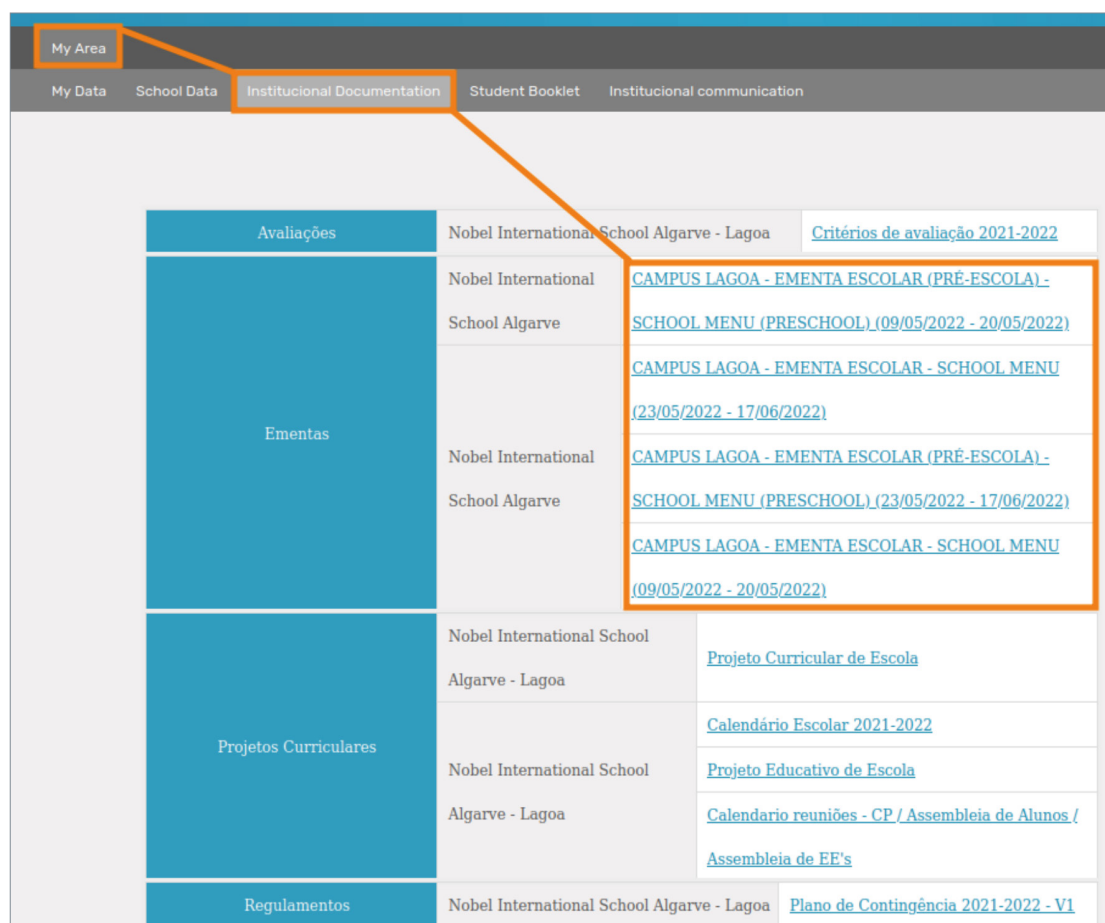 My Area
My Data School Data Institucional Documentation Student Booklet Institucional communication
Avaliações Nobel International School Algarve - Lagoa Critérios de avaliação 2021-2022
Ementas
Nobel International
School Algarve
CAMPUS LAGOA - EMENTA ESCOLAR (PRÉ-ESCOLA) -
SCHOOL MENU (PRESCHOOL) (09/05/2022 - 20/05/2022)
Nobel International
School Algarve
CAMPUS LAGOA - EMENTA ESCOLAR - SCHOOL MENU
(23/05/2022 - 17/06/2022)
CAMPUS LAGOA - EMENTA ESCOLAR (PRÉ-ESCOLA) -
SCHOOL MENU (PRESCHOOL) (23/05/2022 - 17/06/2022)
CAMPUS LAGOA - EMENTA ESCOLAR - SCHOOL MENU
(09/05/2022 - 20/05/2022)
Projetos Curriculares
Nobel International School
Algarve - Lagoa
Projeto Curricular de Escola
Nobel International School
Algarve - Lagoa
Calendário Escolar 2021-2022
Projeto Educativo de Escola
Calendario reuniões - CP / Assembleia de Alunos /
Assembleia de EE's
Regulamentos Nobel International School Algarve - Lagoa Plano de Contingência 2021-2022 - V1